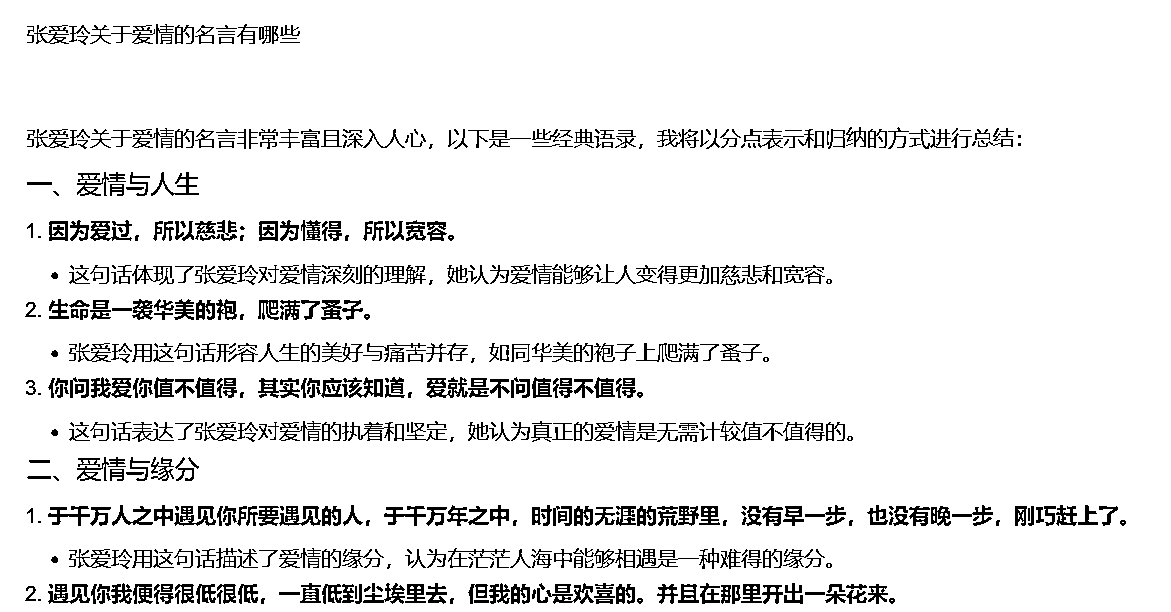 张爱玲关于爱情的名言有哪些
张爱玲关于爱情的名言非常丰富且深入人心，以下是一些经典语录，我将以分点表示和归纳的方式进行总结：
一、爱情与人生
1. 因为爱过，所以慈悲；因为懂得，所以宽容。
• 这句话体现了张爱玲对爱情深刻的理解，她认为爱情能够让人变得更加慈悲和宽容。
2. 生命是一袭华美的袍，爬满了蚤子。
• 张爱玲用这句话形容人生的美好与痛苦并存，如同华美的袍子上爬满了蚤子。
3. 你问我爱你值不值得，其实你应该知道，爱就是不问值得不值得。
• 这句话表达了张爱玲对爱情的执着和坚定，她认为真正的爱情是无需计较值不值得的。
二、爱情与缘分
1. 于千万人之中遇见你所要遇见的人，于千万年之中，时间的无涯的荒野里，没有早一步，也没有晚一步，刚巧赶上了。
• 张爱玲用这句话描述了爱情的缘分，认为在茫茫人海中能够相遇是一种难得的缘分。
2. 遇见你我便得很低很低，一直低到尘埃里去，但我的心是欢喜的。并且在那里开出一朵花来。